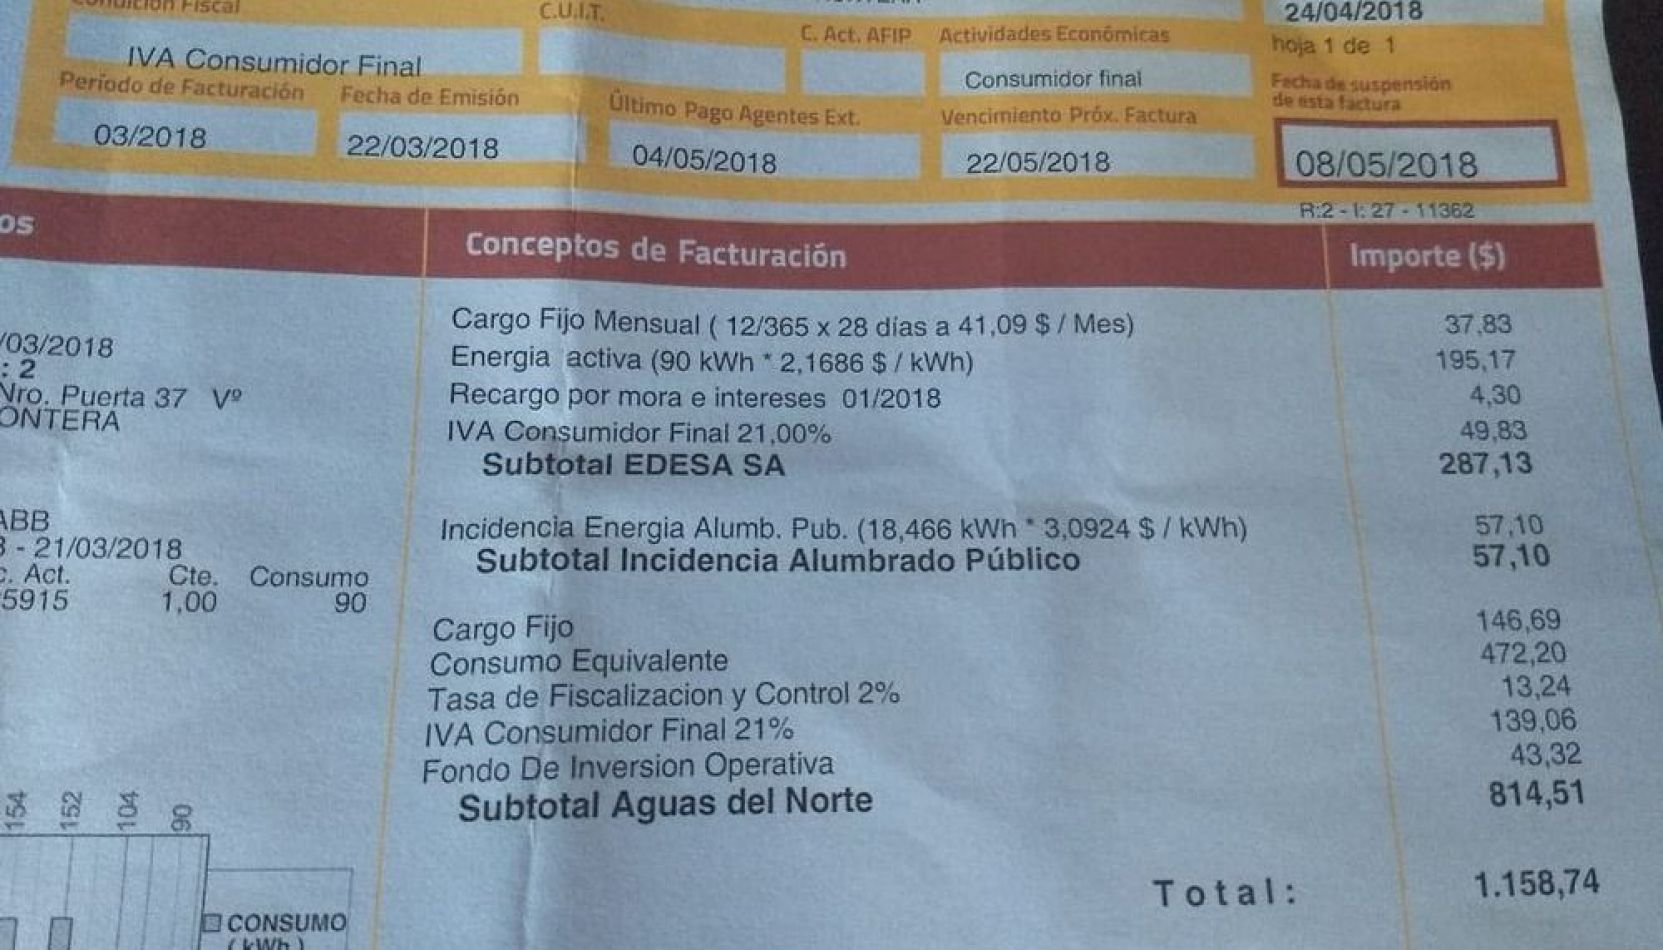 Condición Fiscal
C.U.I.T.
C. Act. AFIP
Actividades Económicas
24/04/2018
hoja 1 de 1
IVA Consumidor Final
Consumidor final
Período de Facturación
Fecha de Emisión
Último Pago Agentes Ext.
Vencimiento Próx. Factura
Fecha de suspensión
de esta factura
03/2018
22/03/2018
04/05/2018
22/05/2018
08/05/2018
R:2 - I: 27 - 11362
os
Conceptos de Facturación
Importe ($)
/03/2018
: 2
Nro. Puerta 37 Vº
ONTERA
ABB
- 21/03/2018
c. Act. Cte. Consumo
5915 1,00 90
154 152 104 90
CONSUMO
(kWh)
Cargo Fijo Mensual ( 12/365 x 28 días a 41,09 $ / Mes) 37,83
Energia activa (90 kWh * 2,1686 $ / kWh) 195,17
Recargo por mora e intereses 01/2018 4,30
IVA Consumidor Final 21,00% 49,83
Subtotal EDESA SA 287,13
Incidencia Energia Alumb. Pub. (18,466 kWh * 3,0924 $ / kWh) 57,10
Subtotal Incidencia Alumbrado Público 57,10
Cargo Fijo 146,69
Consumo Equivalente 472,20
Tasa de Fiscalizacion y Control 2% 13,24
IVA Consumidor Final 21% 139,06
Fondo De Inversion Operativa 43,32
Subtotal Aguas del Norte 814,51
Total: 1.158,74